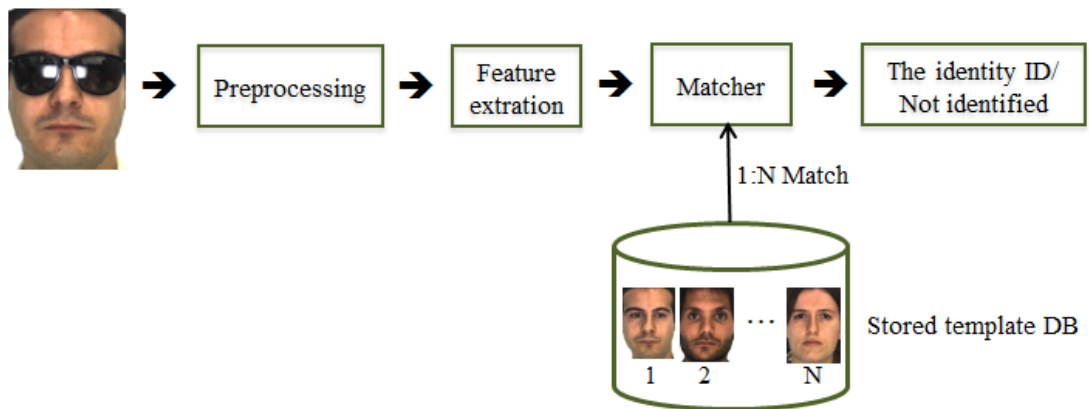 Preprocessing
Feature
extration
Matcher
The identity ID/
Not identified
1:N Match
1 2 ... N
Stored template DB